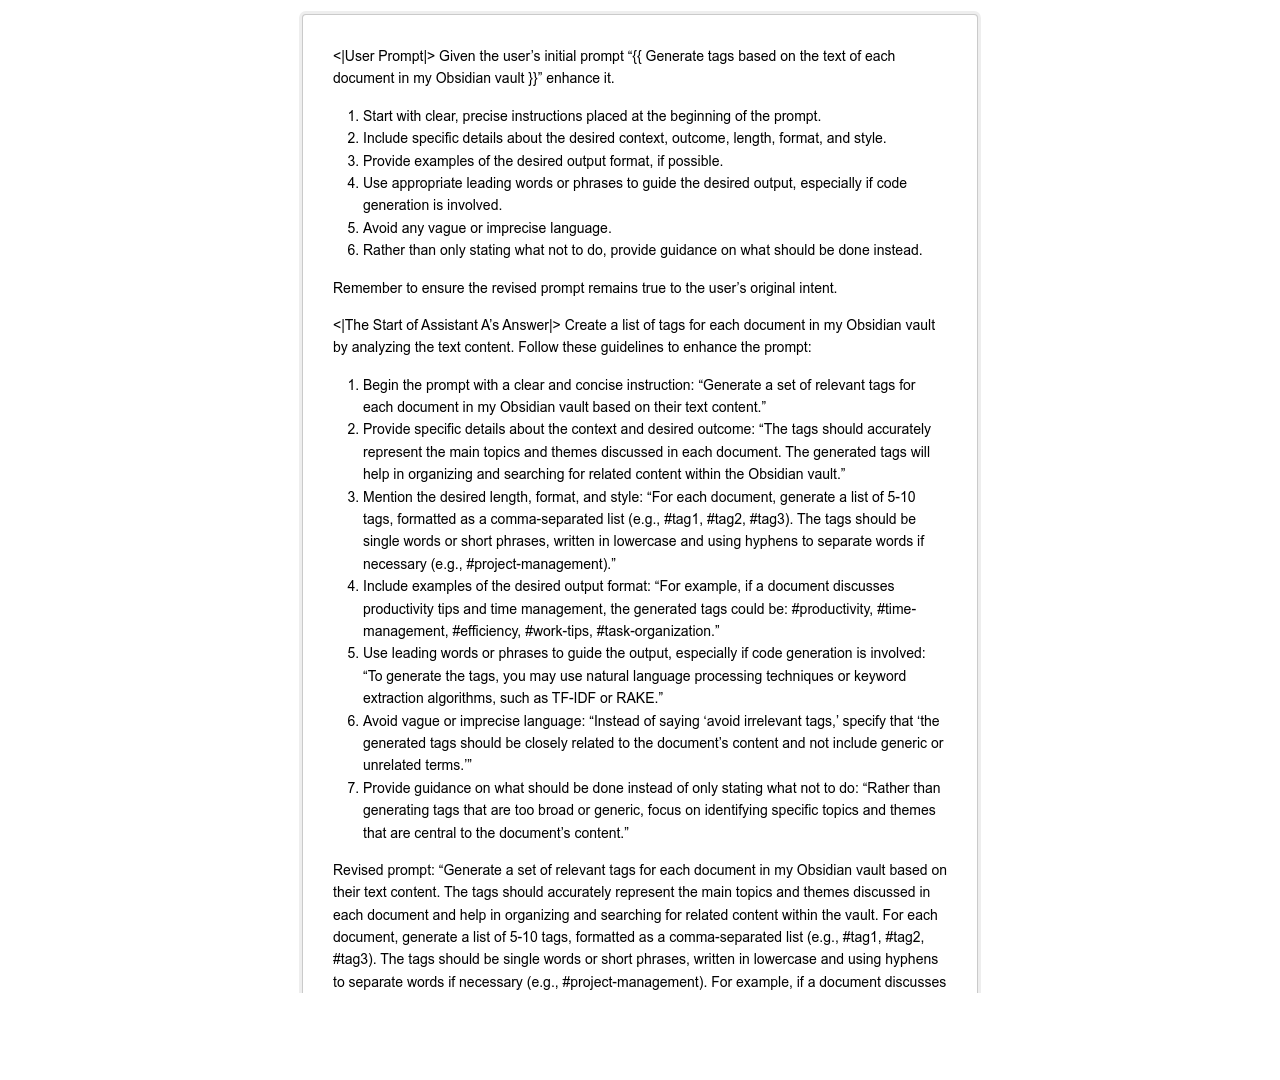 <|User Prompt|> Given the user’s initial prompt “{{ Generate tags based on the text of each
document in my Obsidian vault }}” enhance it.
1. Start with clear, precise instructions placed at the beginning of the prompt.
2. Include specific details about the desired context, outcome, length, format, and style.
3. Provide examples of the desired output format, if possible.
4. Use appropriate leading words or phrases to guide the desired output, especially if code
generation is involved.
5. Avoid any vague or imprecise language.
6. Rather than only stating what not to do, provide guidance on what should be done instead.
Remember to ensure the revised prompt remains true to the user’s original intent.
<|The Start of Assistant A’s Answer|> Create a list of tags for each document in my Obsidian vault
by analyzing the text content. Follow these guidelines to enhance the prompt:
1. Begin the prompt with a clear and concise instruction: “Generate a set of relevant tags for
each document in my Obsidian vault based on their text content.”
2. Provide specific details about the context and desired outcome: “The tags should accurately
represent the main topics and themes discussed in each document. The generated tags will
help in organizing and searching for related content within the Obsidian vault.”
3. Mention the desired length, format, and style: “For each document, generate a list of 5-10
tags, formatted as a comma-separated list (e.g., #tag1, #tag2, #tag3). The tags should be
single words or short phrases, written in lowercase and using hyphens to separate words if
necessary (e.g., #project-management).”
4. Include examples of the desired output format: “For example, if a document discusses
productivity tips and time management, the generated tags could be: #productivity, #time-
management, #efficiency, #work-tips, #task-organization.”
5. Use leading words or phrases to guide the output, especially if code generation is involved:
“To generate the tags, you may use natural language processing techniques or keyword
extraction algorithms, such as TF-IDF or RAKE.”
6. Avoid vague or imprecise language: “Instead of saying ‘avoid irrelevant tags,’ specify that ‘the
generated tags should be closely related to the document’s content and not include generic or
unrelated terms.’”
7. Provide guidance on what should be done instead of only stating what not to do: “Rather than
generating tags that are too broad or generic, focus on identifying specific topics and themes
that are central to the document’s content.”
Revised prompt: “Generate a set of relevant tags for each document in my Obsidian vault based on
their text content. The tags should accurately represent the main topics and themes discussed in
each document and help in organizing and searching for related content within the vault. For each
document, generate a list of 5-10 tags, formatted as a comma-separated list (e.g., #tag1, #tag2,
#tag3). The tags should be single words or short phrases, written in lowercase and using hyphens
to separate words if necessary (e.g., #project-management). For example, if a document discusses